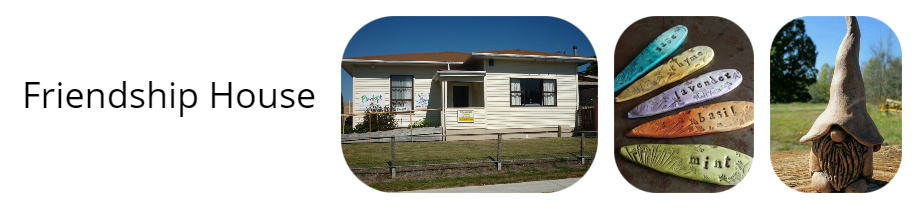 Friendship House
sage
thyme
lavender
basil
mint